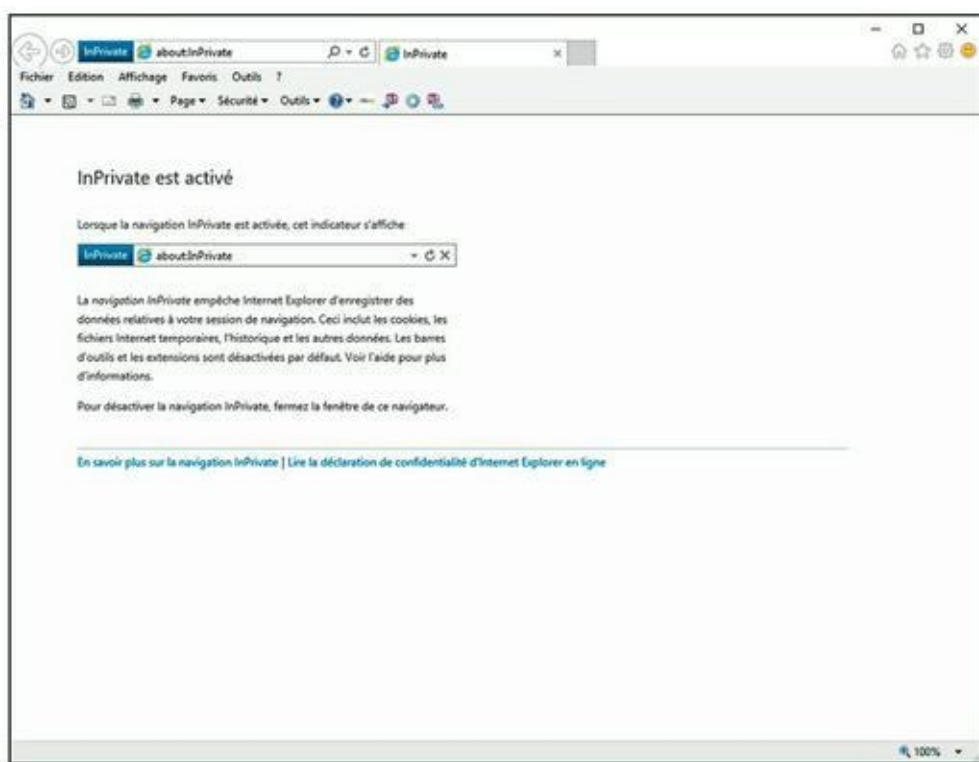 InPrivate about:InPrivate InPrivate
Fichier Edition Affichage Favoris Outils ?
Page Sécurité Outils
InPrivate est activé
Lorsque la navigation InPrivate est activée, cet indicateur s'affiche
InPrivate about:InPrivate
La navigation InPrivate empêche Internet Explorer d'enregistrer des
données relatives à votre session de navigation. Ceci inclut les cookies, les
fichiers Internet temporaires, l'historique et les autres données. Les barres
d'outils et les extensions sont désactivées par défaut. Voir l'aide pour plus
d'informations.
Pour désactiver la navigation InPrivate, fermez la fenêtre de ce navigateur.
En savoir plus sur la navigation InPrivate | Lire la déclaration de confidentialité d'Internet Explorer en ligne
100%